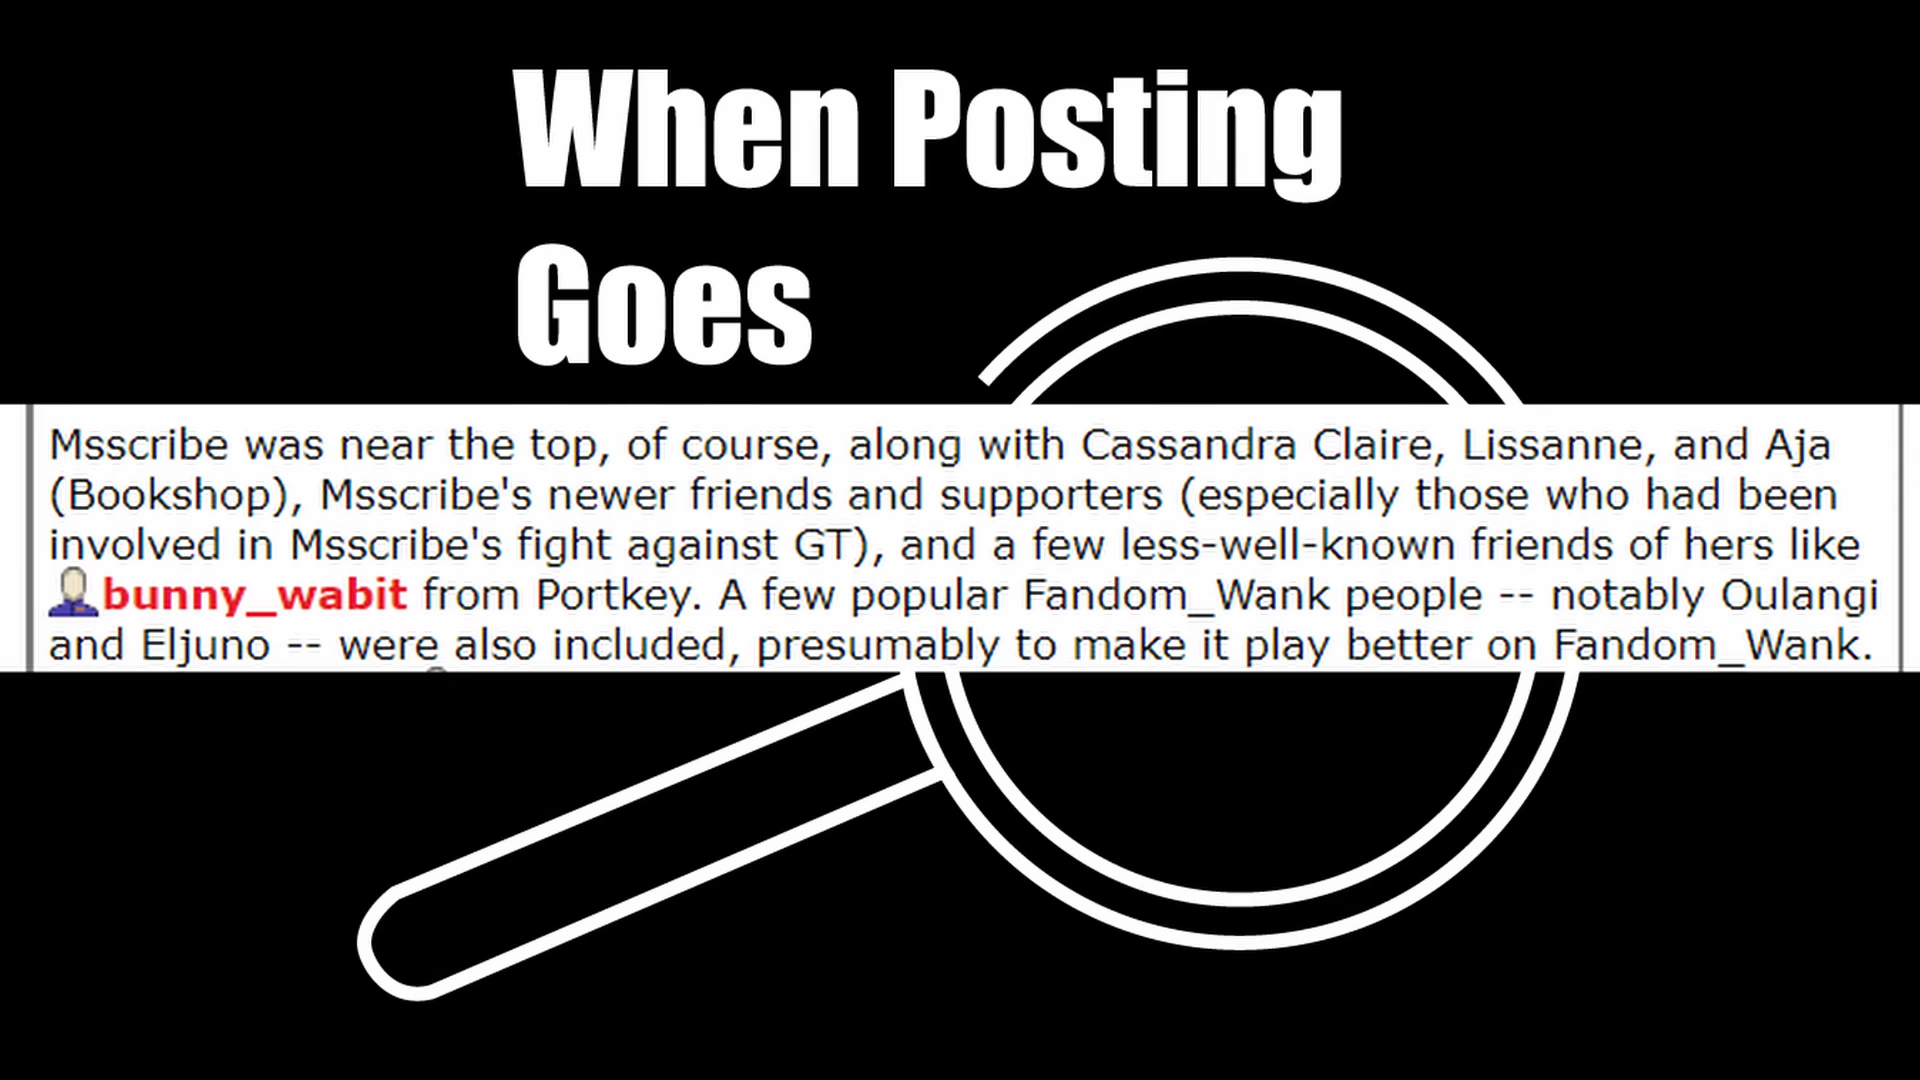 When Posting
Goes
Msscribe was near the top, of course, along with Cassandra Claire, Lissanne, and Aja
(Bookshop), Msscribe's newer friends and supporters (especially those who had been
involved in Msscribe's fight against GT), and a few less-well-known friends of hers like
bunny_wabit from Portkey. A few popular Fandom_Wank people -- notably Oulangi
and Eljuno -- were also included, presumably to make it play better on Fandom_Wank.